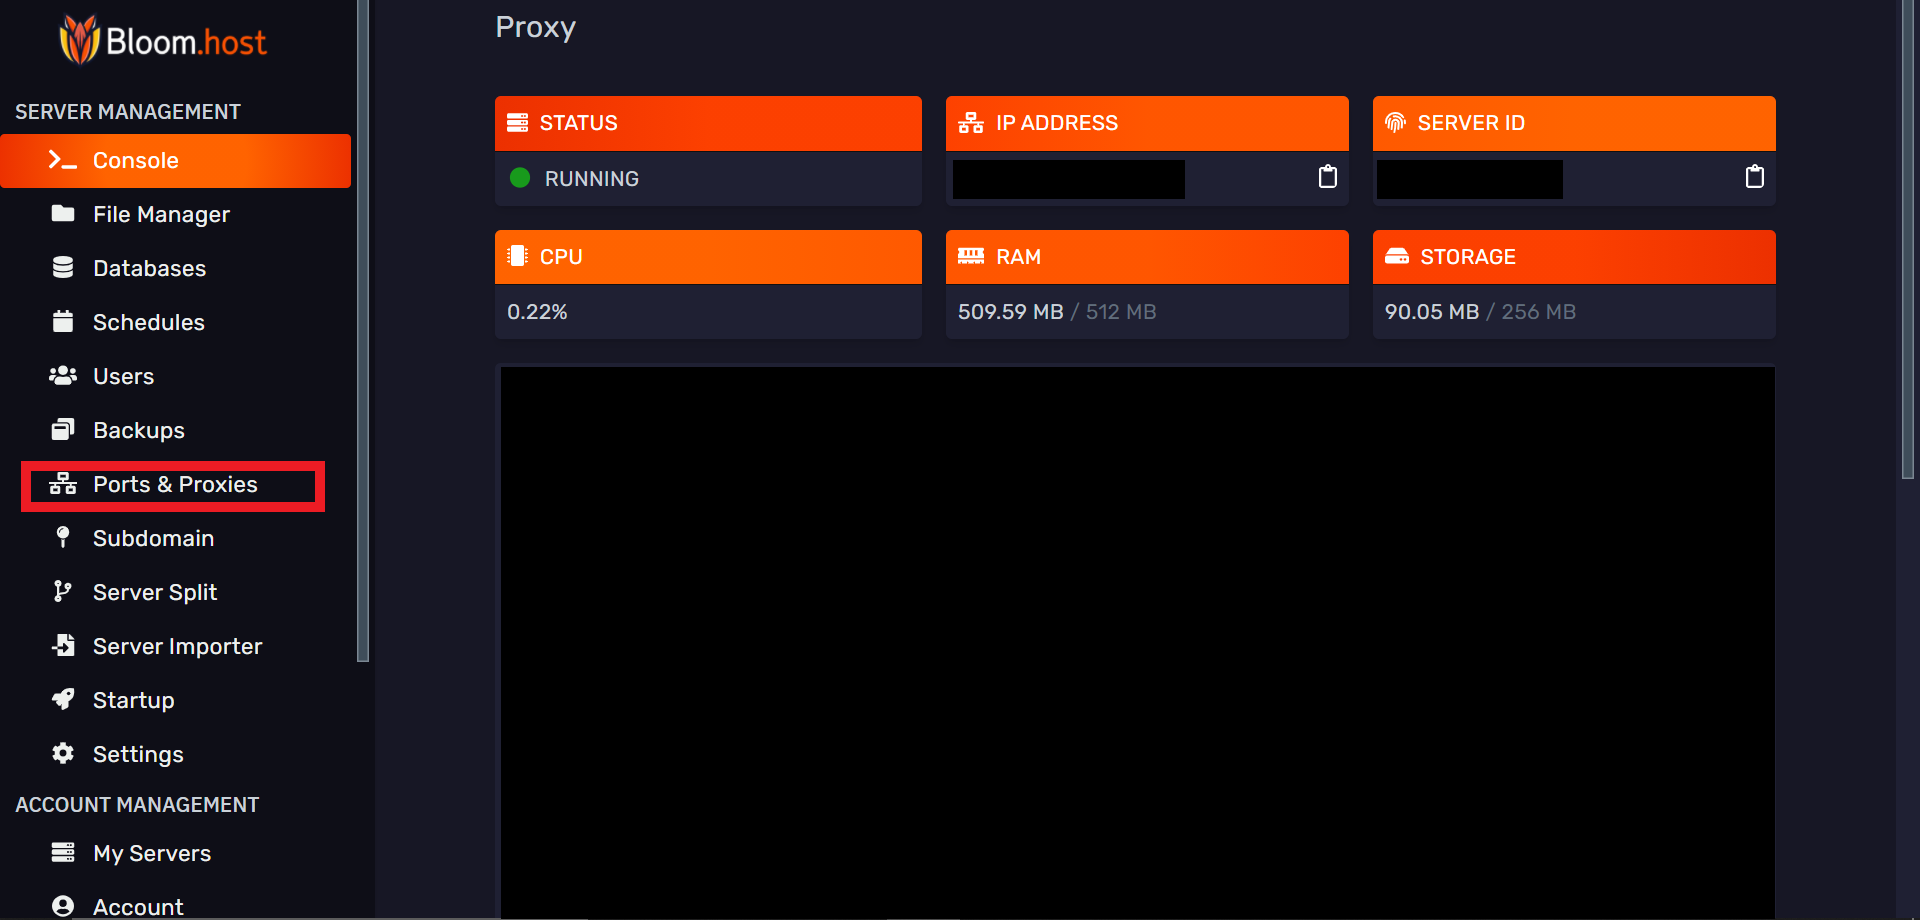 Bloom.host
SERVER MANAGEMENT
Console
File Manager
Databases
Schedules
Users
Backups
Ports & Proxies
Subdomain
Server Split
Server Importer
Startup
Settings
ACCOUNT MANAGEMENT
My Servers
Account
Proxy
STATUS
RUNNING
IP ADDRESS
SERVER ID
CPU
0.22%
RAM
509.59 MB / 512 MB
STORAGE
90.05 MB / 256 MB